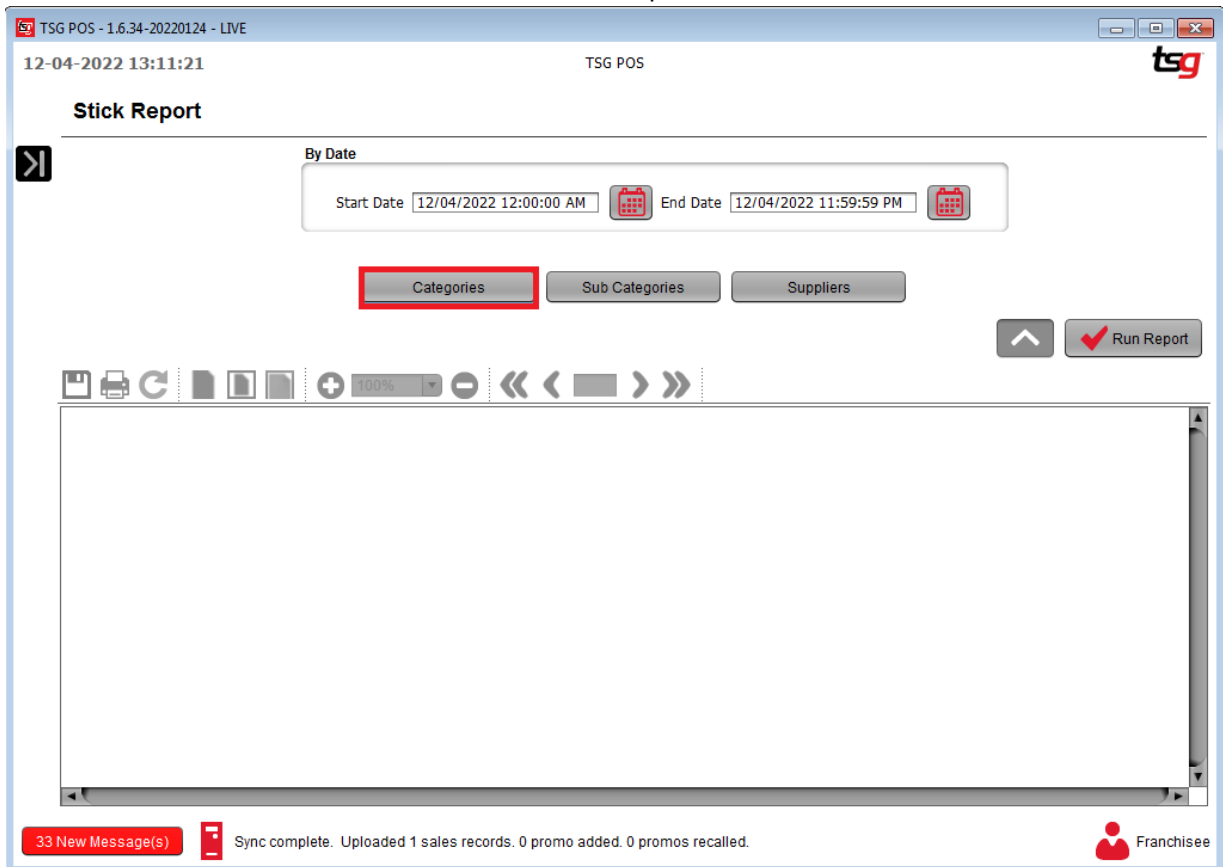 TSG POS - 1.6.34-20220124 - LIVE
12-04-2022 13:11:21 TSG POS tsg
Stick Report
By Date
Start Date 12/04/2022 12:00:00 AM End Date 12/04/2022 11:59:59 PM
Categories Sub Categories Suppliers
Run Report
100%
33 New Message(s) Sync complete. Uploaded 1 sales records. 0 promo added. 0 promos recalled. Franchisee